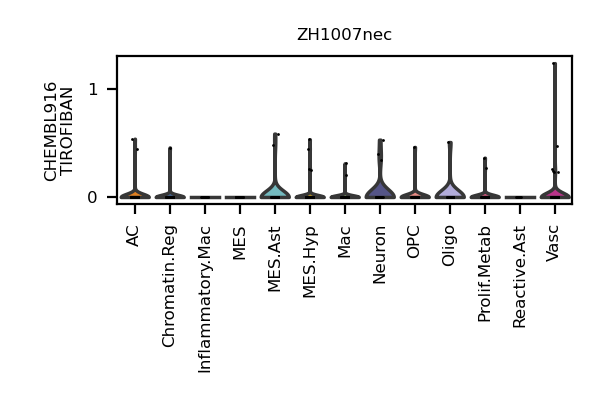 ZH1007nec
CHEMBL916
TIROFIBAN
1
0
AC
Chromatin.Reg
Inflammatory.Mac
MES
MES.Ast
MES.Hyp
Mac
Neuron
OPC
Oligo
Prolif.Metab
Reactive.Ast
Vasc